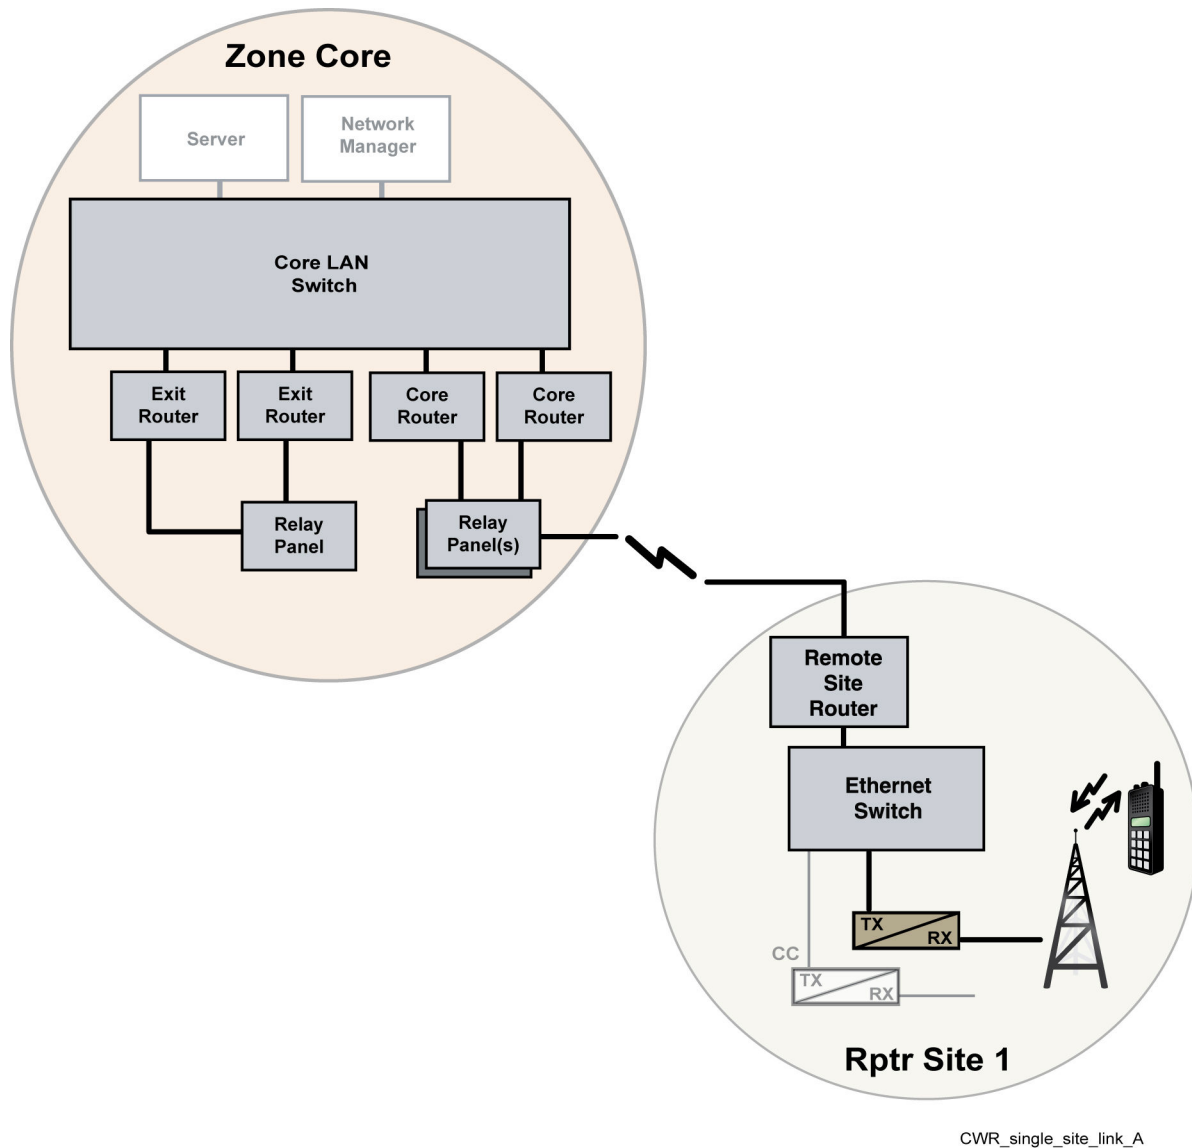 Zone Core
Server
Network
Manager
Core LAN
Switch
Exit
Router
Exit
Router
Core
Router
Core
Router
Relay
Panel
Relay
Panel(s)
Remote
Site
Router
Ethernet
Switch
TX
RX
CC
TX
RX
Rptr Site 1
CWR_single_site_link_A